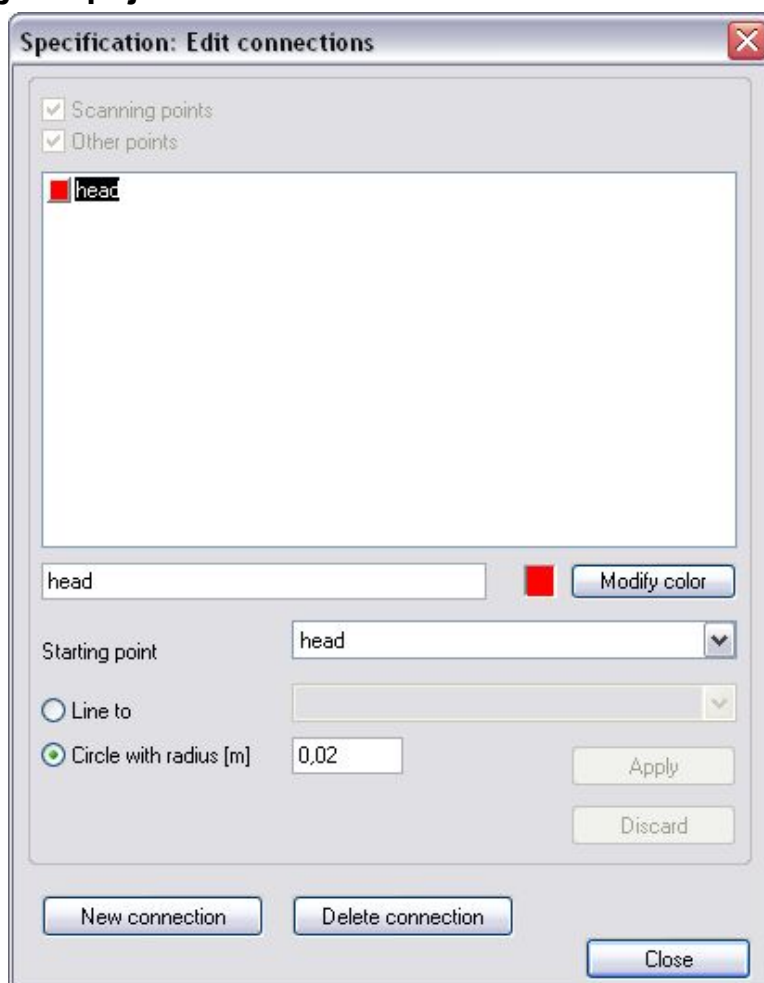 Specification: Edit connections
Scanning points
Other points
head
head
Modify color
Starting point
head
Line to
Circle with radius [m]
0,02
Apply
Discard
New connection
Delete connection
Close